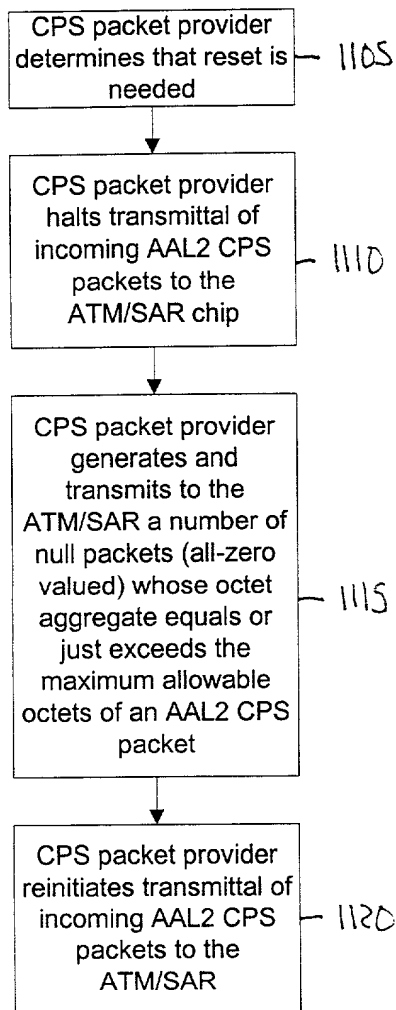 CPS packet provider
determines that reset is
needed
1105
CPS packet provider
halts transmittal of
incoming AAL2 CPS
packets to the
ATM/SAR chip
1110
CPS packet provider
generates and
transmits to the
ATM/SAR a number of
null packets (all-zero
valued) whose octet
aggregate equals or
just exceeds the
maximum allowable
octets of an AAL2 CPS
packet
1115
CPS packet provider
reinitiates transmittal of
incoming AAL2 CPS
packets to the
ATM/SAR
1120